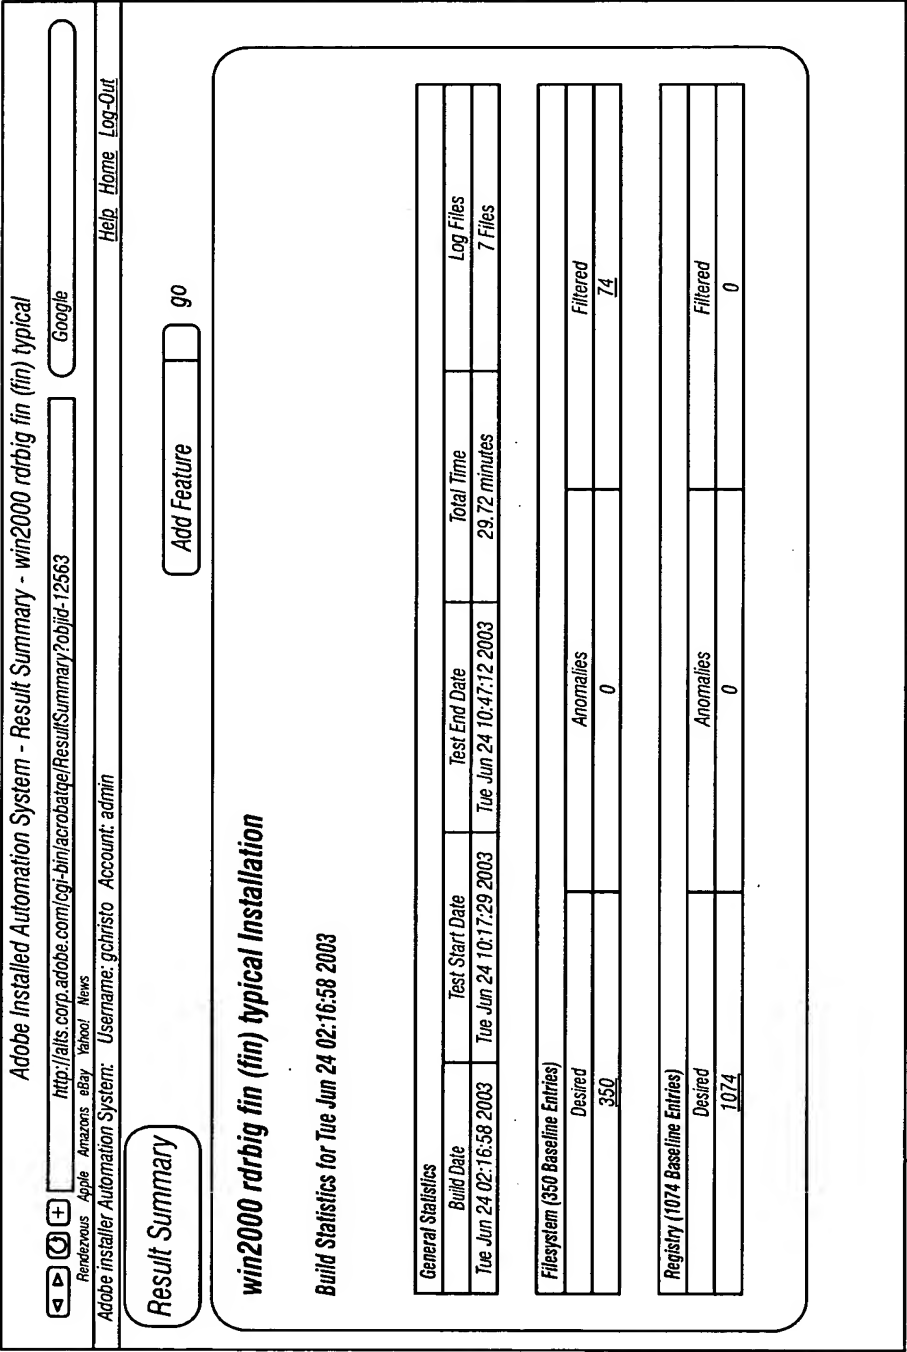 Adobe Installed Automation System - Result Summary - win2000 rdrbig fin (fin) typical
http://alts.corp.adobe.com/cgi-bin/acrobatqe/ResultSummary?objid-12563
Google
Rendezvous Apple Amazons eBay Yahoo! News
Adobe installer Automation System: Username: gchristo Account: admin
Help Home Log-Out
Result Summary
Add Feature
go
win2000 rdrbig fin (fin) typical Installation
Build Statistics for Tue Jun 24 02:16:58 2003
General Statistics
Build Date Test Start Date Test End Date Total Time Log Files
Tue Jun 24 02:16:58 2003 Tue Jun 24 10:17:29 2003 Tue Jun 24 10:47:12 2003 29.72 minutes 7 Files
Filesystem (350 Baseline Entries)
Desired Anomalies Filtered
350 0 74
Registry (1074 Baseline Entries)
Desired Anomalies Filtered
1074 0 0